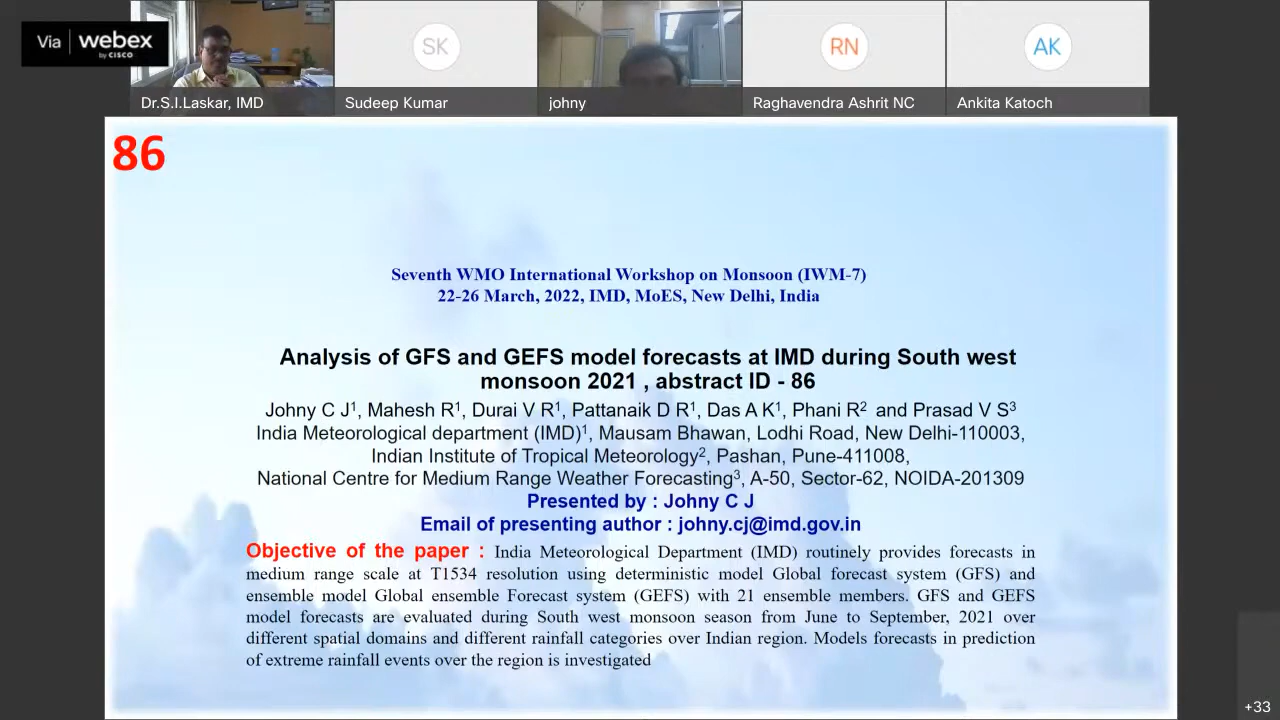 Via webex
by CISCO
SK
RN
AK
Dr.S.I.Laskar, IMD
Sudeep Kumar
johny
Raghavendra Ashrit NC
Ankita Katoch
86
Seventh WMO International Workshop on Monsoon (IWM-7)
22-26 March, 2022, IMD, MoES, New Delhi, India
Analysis of GFS and GEFS model forecasts at IMD during South west
monsoon 2021 , abstract ID - 86
Johny C J¹, Mahesh R¹, Durai V R¹, Pattanaik D R¹, Das A K¹, Phani R² and Prasad V S³
India Meteorological department (IMD)¹, Mausam Bhawan, Lodhi Road, New Delhi-110003,
Indian Institute of Tropical Meteorology², Pashan, Pune-411008,
National Centre for Medium Range Weather Forecasting³, A-50, Sector-62, NOIDA-201309
Presented by : Johny C J
Email of presenting author : johny.cj@imd.gov.in
Objective of the paper : India Meteorological Department (IMD) routinely provides forecasts in
medium range scale at T1534 resolution using deterministic model Global forecast system (GFS) and
ensemble model Global ensemble Forecast system (GEFS) with 21 ensemble members. GFS and GEFS
model forecasts are evaluated during South west monsoon season from June to September, 2021 over
different spatial domains and different rainfall categories over Indian region. Models forecasts in prediction
of extreme rainfall events over the region is investigated
+33